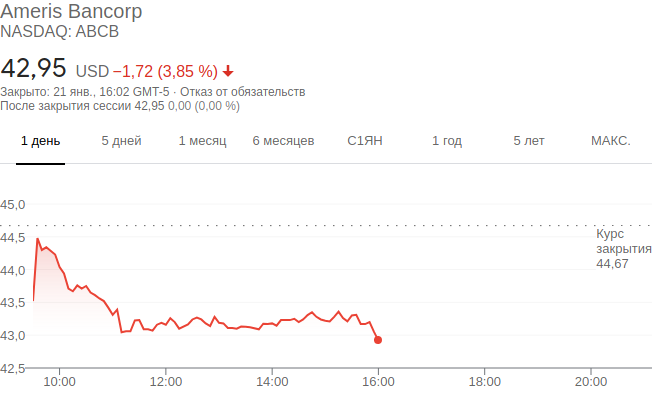 Ameris Bancorp
NASDAQ: ABCB
42,95 USD −1,72 (3,85 %)
Закрыто: 21 янв., 16:02 GMT-5 · Отказ от обязательств
После закрытия сессии 42,95 0,00 (0,00 %)
1 день 5 дней 1 месяц 6 месяцев С1ЯН 1 год 5 лет МАКС.
45,0
44,5
Курс
закрытия
44,67
44,0
43,5
43,0
42,5
10:00 12:00 14:00 16:00 18:00 20:00